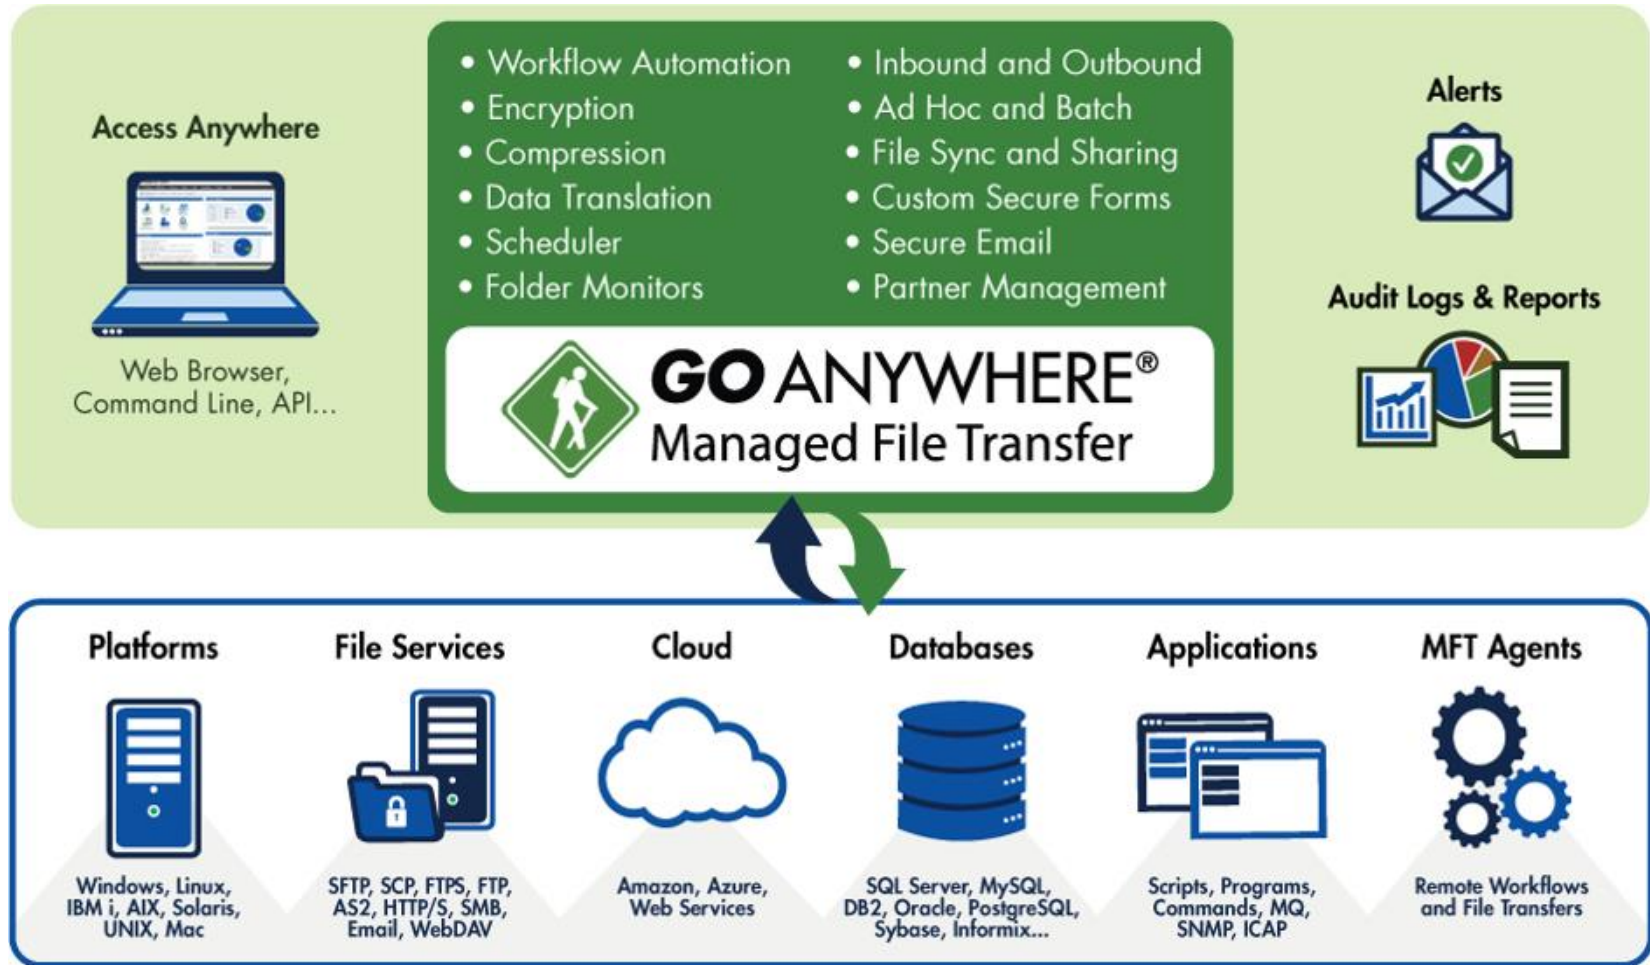 Access Anywhere
Web Browser,
Command Line, API...
• Workflow Automation
• Encryption
• Compression
• Data Translation
• Scheduler
• Folder Monitors
• Inbound and Outbound
• Ad Hoc and Batch
• File Sync and Sharing
• Custom Secure Forms
• Secure Email
• Partner Management
GO ANYWHERE®
Managed File Transfer
Alerts
Audit Logs & Reports
Platforms
Windows, Linux,
IBM i, AIX, Solaris,
UNIX, Mac
File Services
SFTP, SCP, FTPS, FTP,
AS2, HTTP/S, SMB,
Email, WebDAV
Cloud
Amazon, Azure,
Web Services
Databases
SQL Server, MySQL,
DB2, Oracle, PostgreSQL,
Sybase, Informix...
Applications
Scripts, Programs,
Commands, MQ,
SNMP, ICAP
MFT Agents
Remote Workflows
and File Transfers